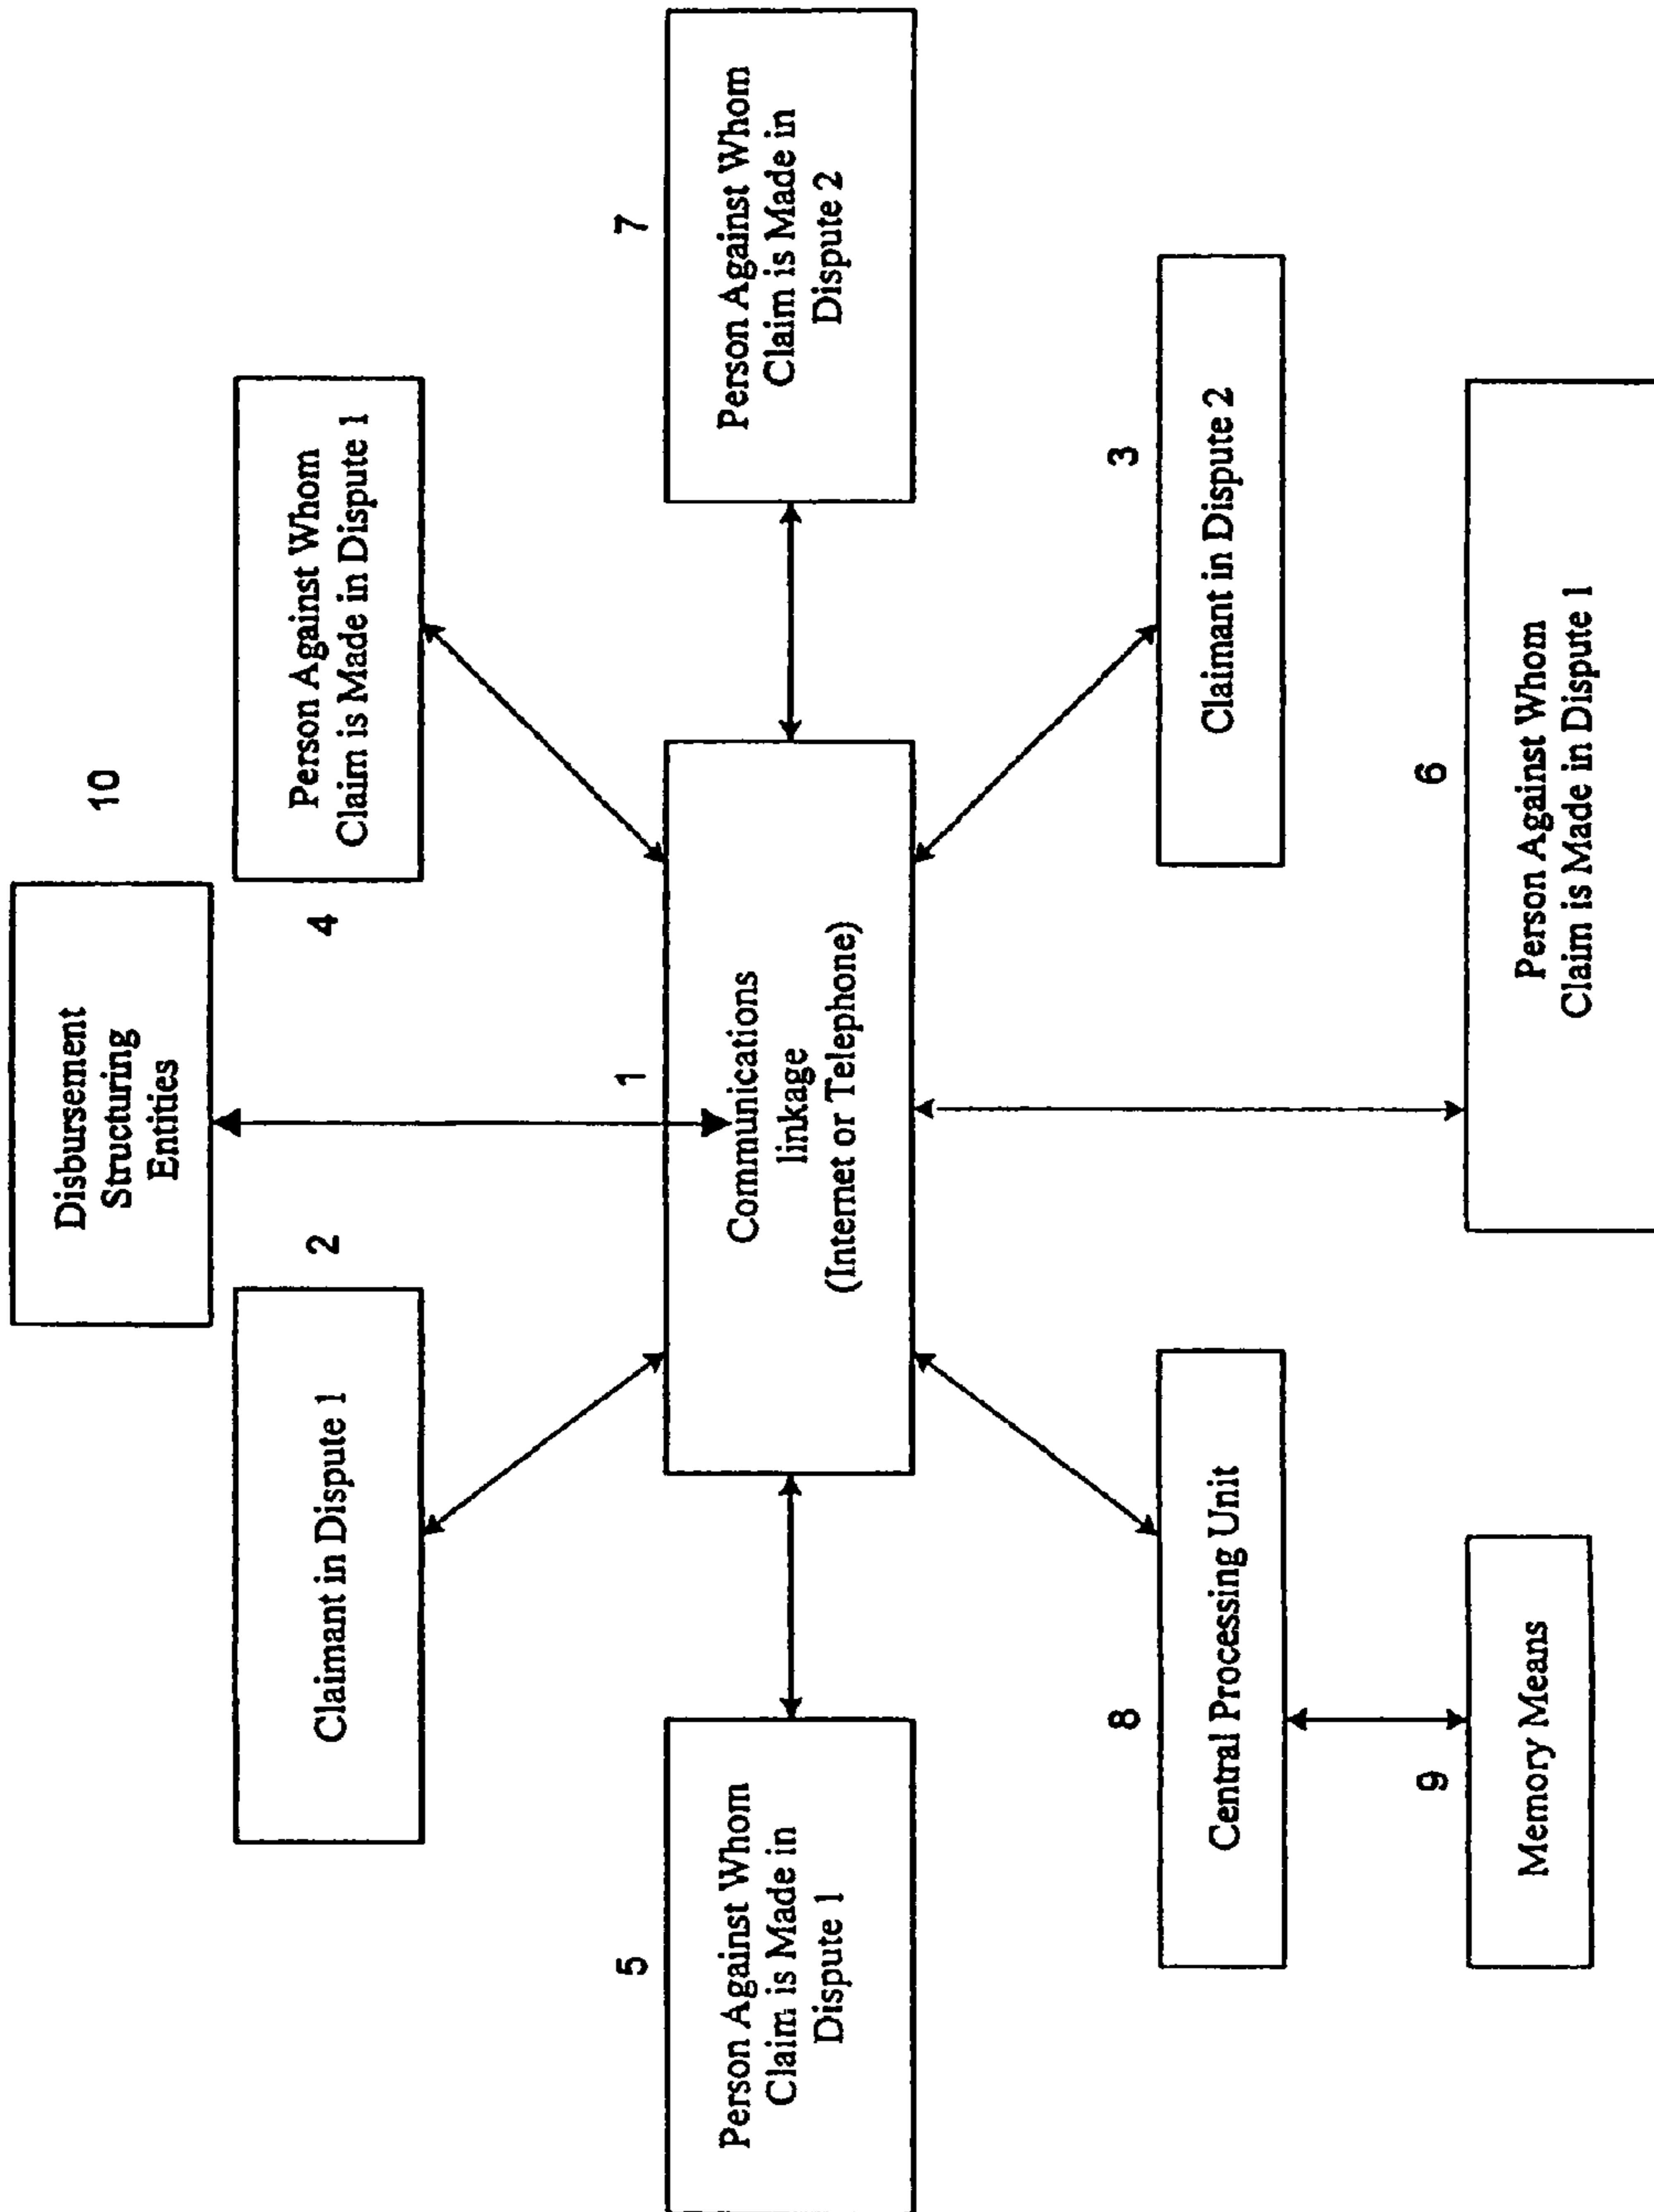 10
Disbursement
Structuring
Entities
2
4
Claimant in Dispute 1
Person Against Whom
Claim is Made in Dispute 1
5
1
7
Person Against Whom
Claim is Made in
Dispute 1
Communications
linkage
(Internet or Telephone)
Person Against Whom
Claim is Made in
Dispute 2
8
3
Central Processing Unit
Claimant in Dispute 2
9
6
Memory Means
Person Against Whom
Claim is Made in Dispute 1